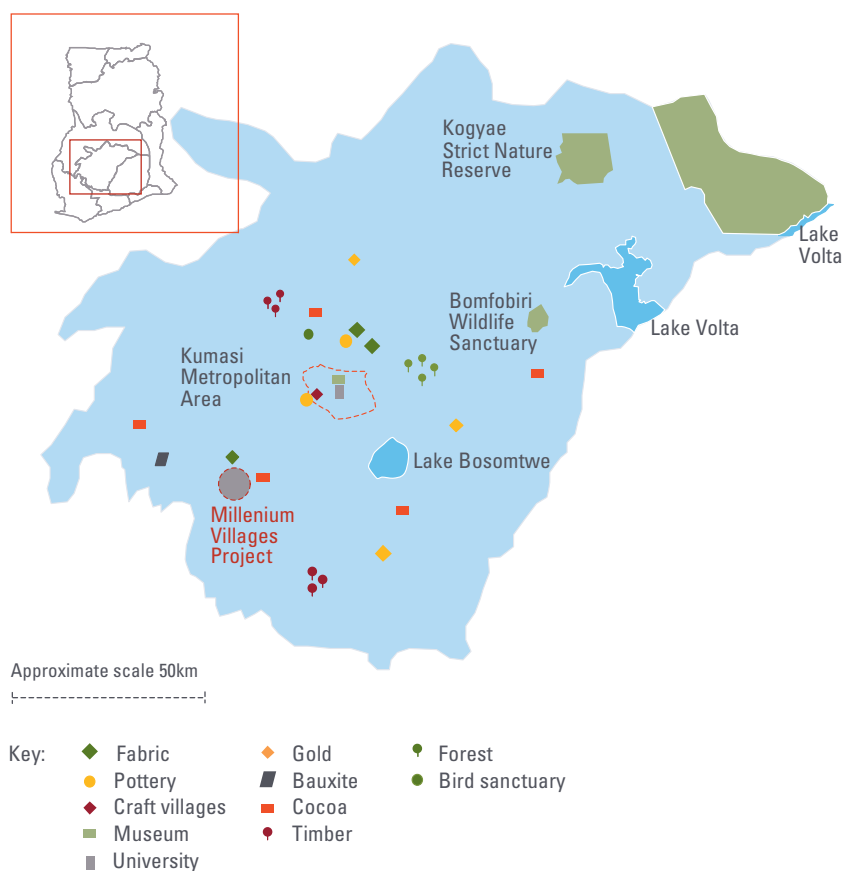 Kogyae
Strict Nature
Reserve
Lake
Volta
Bomfobiri
Wildlife
Sanctuary
Lake Volta
Kumasi
Metropolitan
Area
Lake Bosomtwe
Millenium
Villages
Project
Approximate scale 50km
Key:
Fabric
Pottery
Craft villages
Museum
University
Gold
Bauxite
Cocoa
Timber
Forest
Bird sanctuary